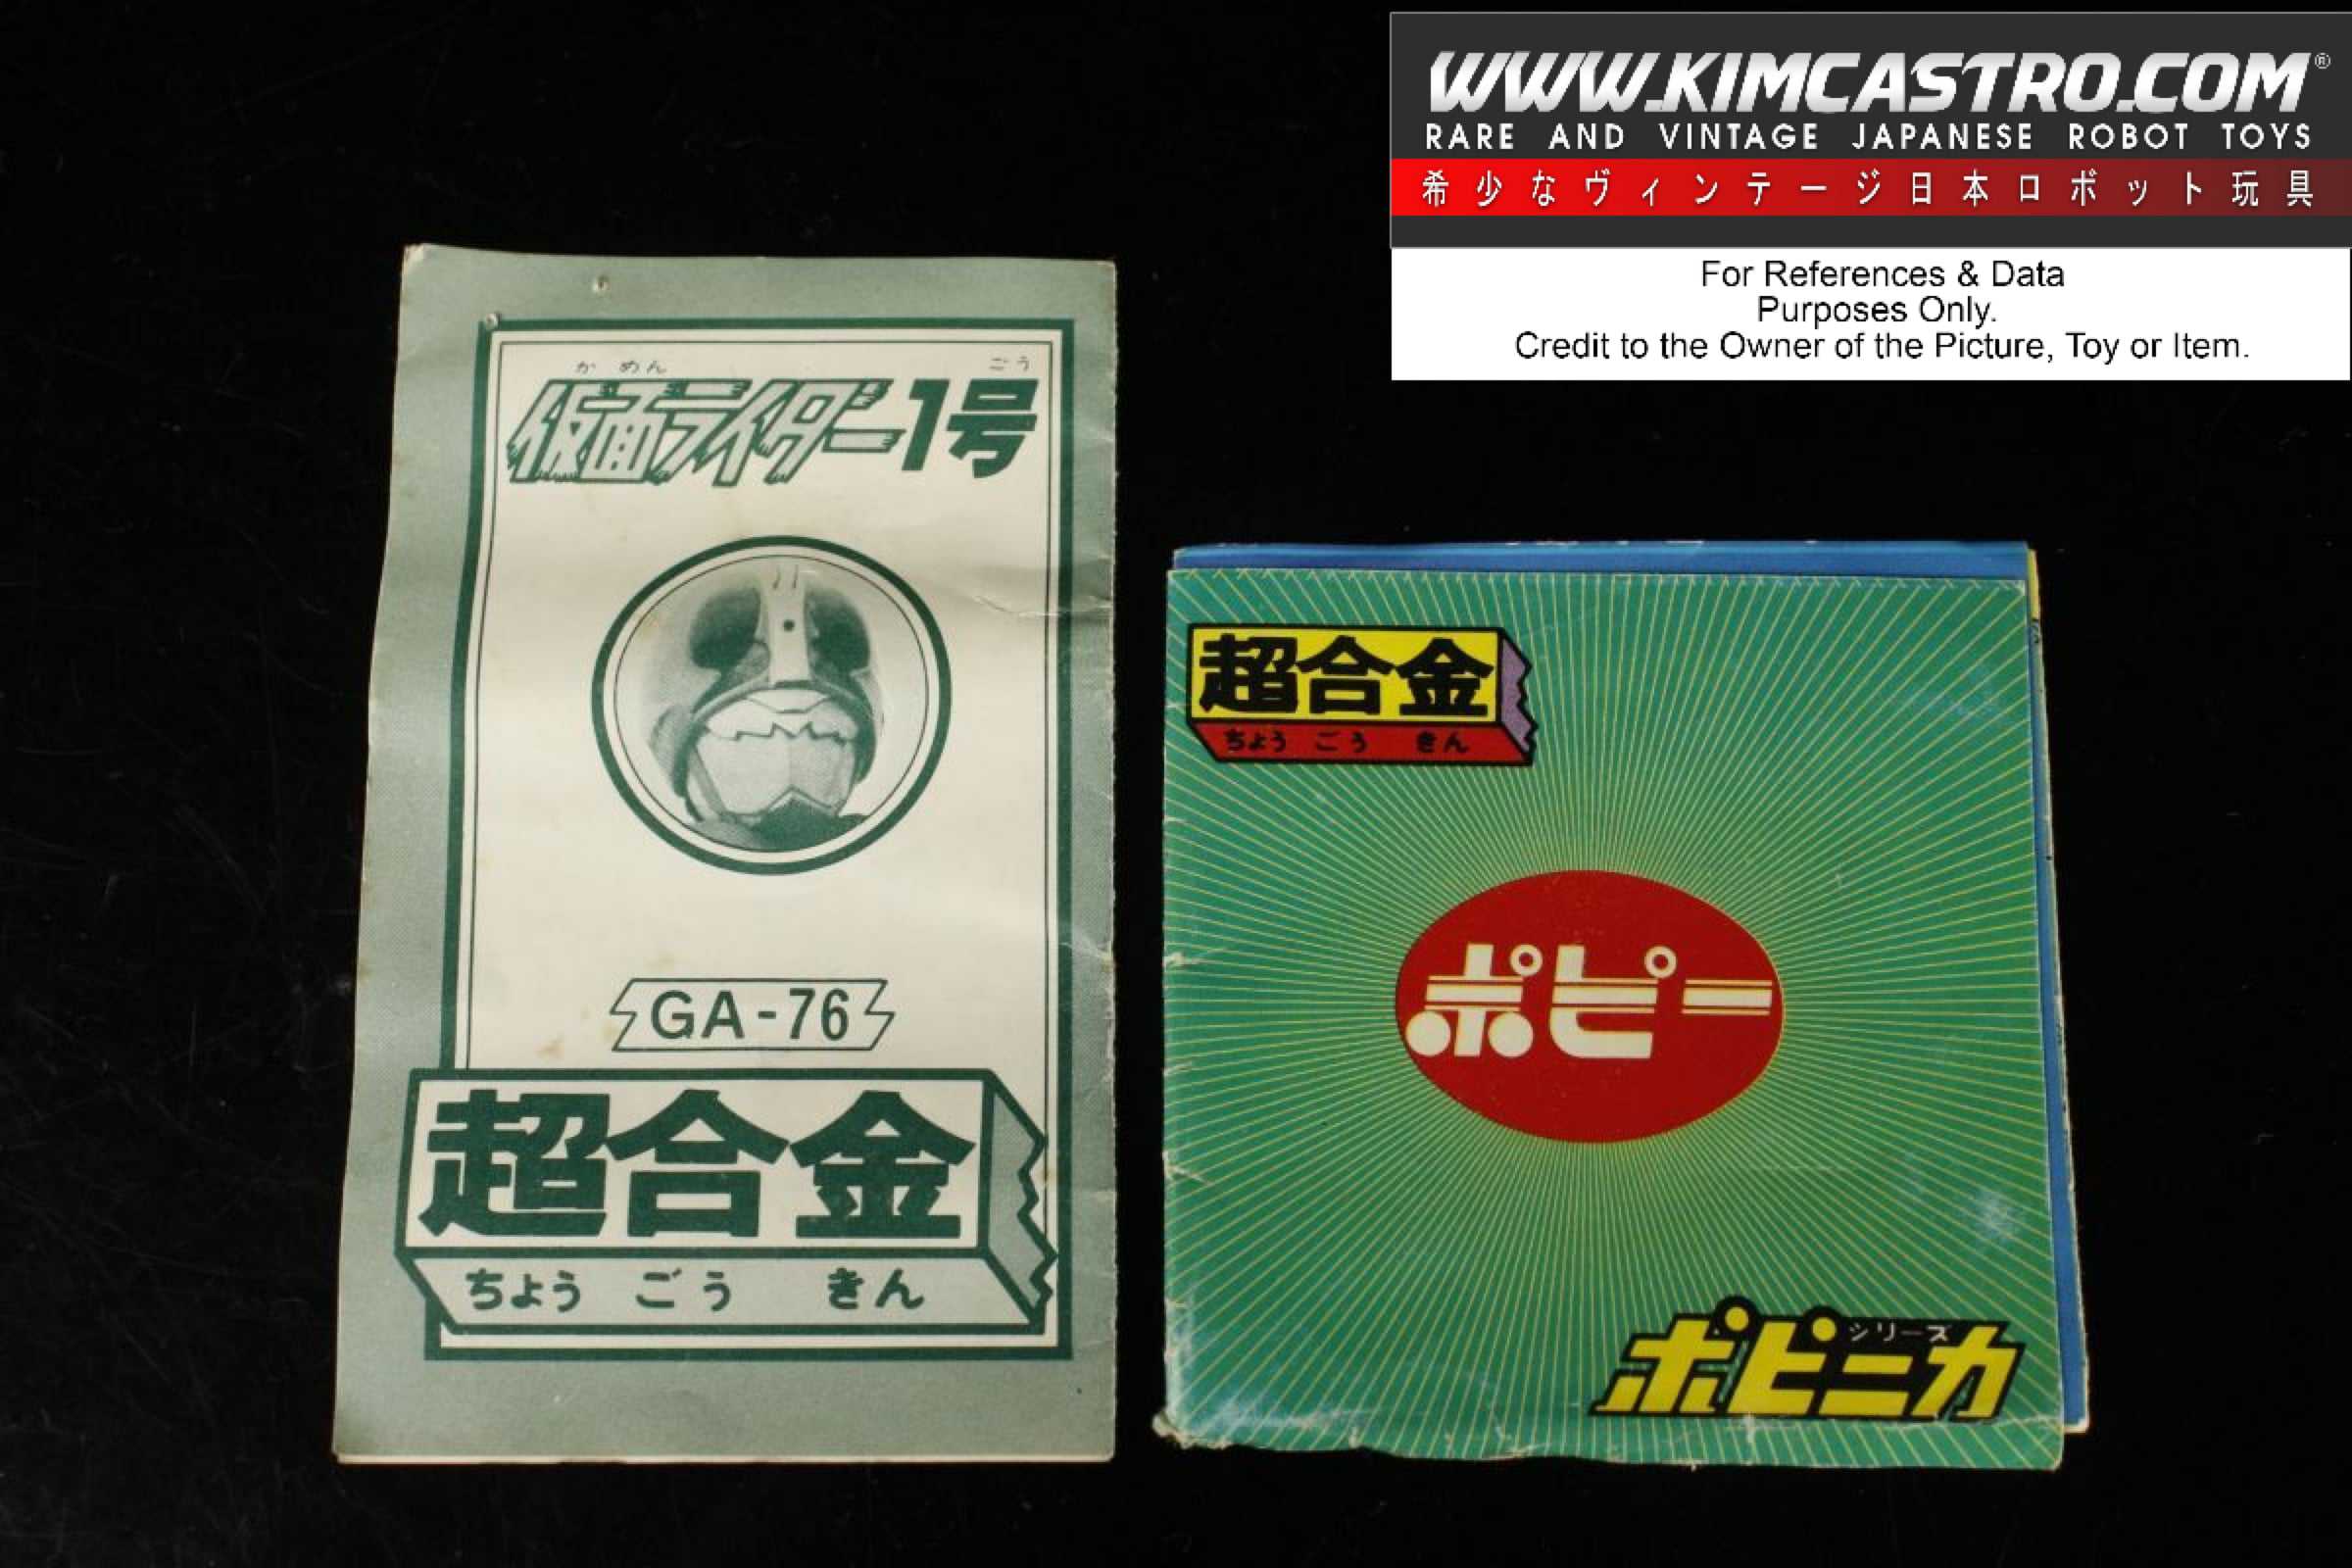 WWW.KIMCASTRO.COM®
RARE AND VINTAGE JAPANESE ROBOT TOYS
希少なヴィンテージ日本ロボット玩具
For References & Data
Purposes Only.
Credit to the Owner of the Picture, Toy or Item.
かめん ごう
仮面ライダー1号
GA-76
超合金
ちょう ごう きん
超合金
ちょう ごう きん
ポピー
シリーズ
ポピニカ